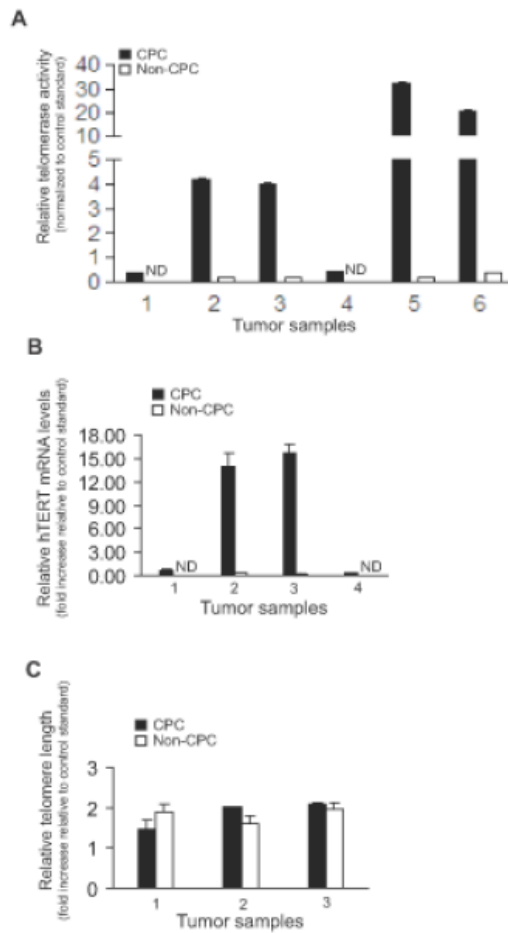 A
CPC
Non-CPC
Relative telomerase activity
(normalized to control standard)
40
30
20
10
5
4
3
2
1
0
ND
ND
1 2 3 4 5 6
Tumor samples
B
CPC
Non-CPC
Relative hTERT mRNA levels
(fold increase relative to control standard)
18.00
15.00
12.00
9.00
6.00
3.00
0.00
ND
ND
1 2 3 4
Tumor samples
C
CPC
Non-CPC
Relative telomere length
(fold increase relative to control standard)
3
2
1
0
1 2 3
Tumor samples